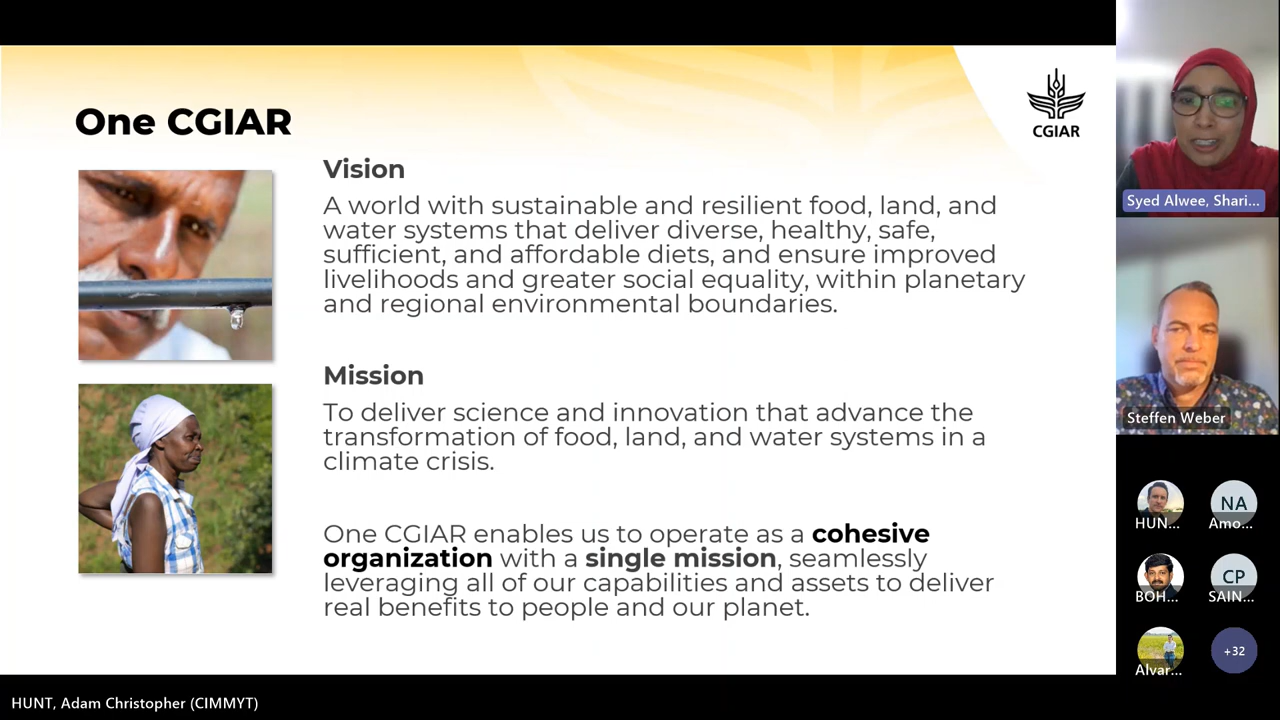 One CGIAR
CGIAR
Vision
A world with sustainable and resilient food, land, and
water systems that deliver diverse, healthy, safe,
sufficient, and affordable diets, and ensure improved
livelihoods and greater social equality, within planetary
and regional environmental boundaries.
Mission
To deliver science and innovation that advance the
transformation of food, land, and water systems in a
climate crisis.
One CGIAR enables us to operate as a cohesive
organization with a single mission, seamlessly
leveraging all of our capabilities and assets to deliver
real benefits to people and our planet.
Syed Alwee, Shari...
Steffen Weber
NA
HUN...
Amo...
CP
BOH...
SAIN...
+32
Alvar...
HUNT, Adam Christopher (CIMMYT)